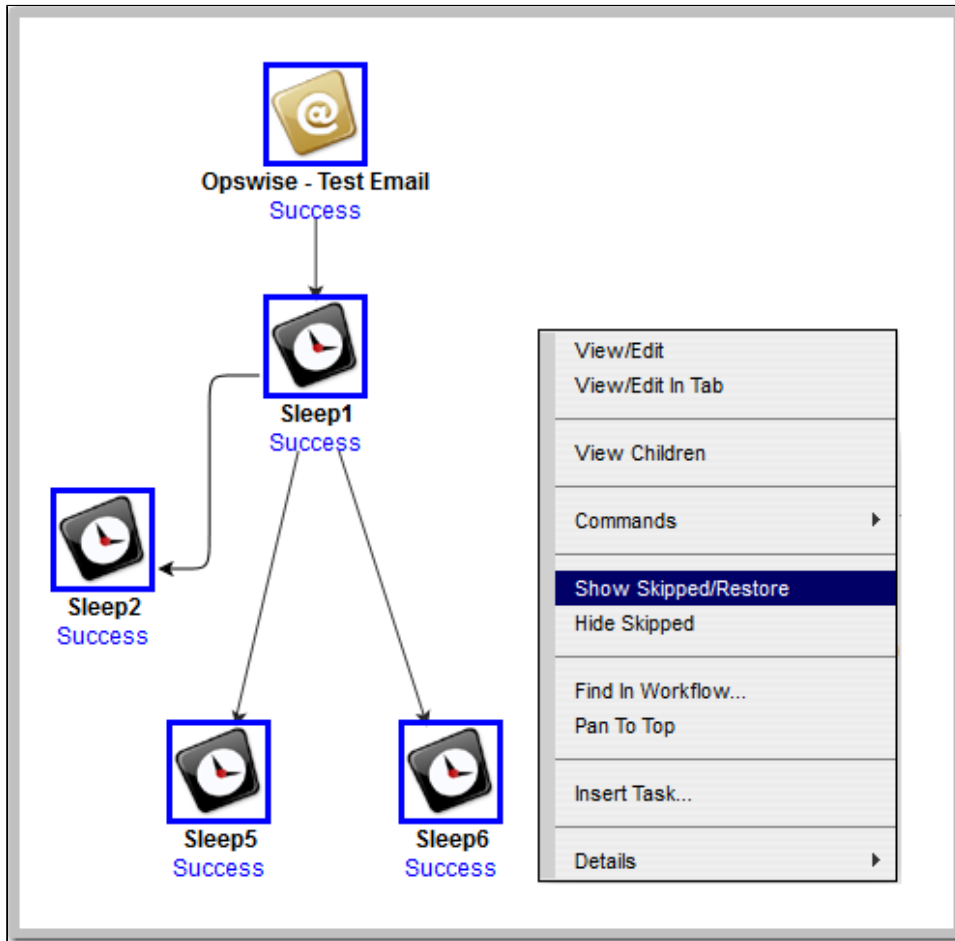 @
Opswise - Test Email
Success
Sleep1
Success
Sleep2
Success
Sleep5
Success
Sleep6
Success
View/Edit
View/Edit In Tab
View Children
Commands
Show Skipped/Restore
Hide Skipped
Find In Workflow...
Pan To Top
Insert Task...
Details